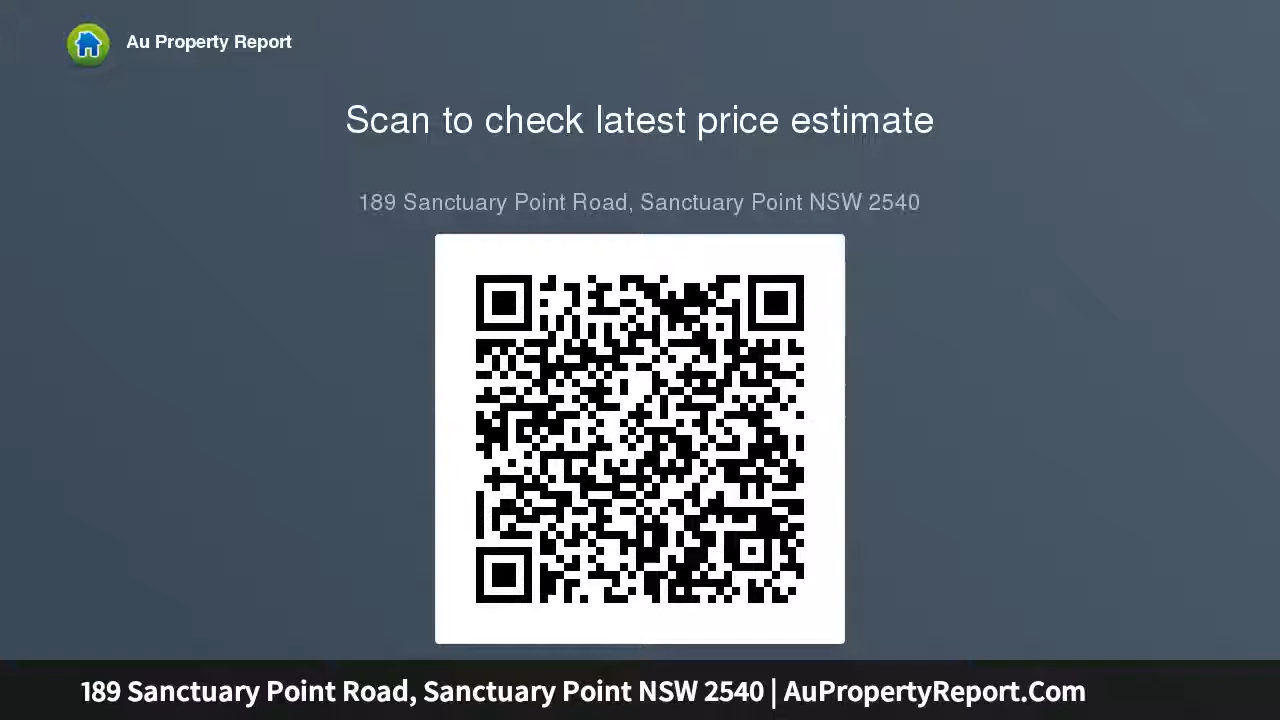 Au Property Report
Scan to check latest price estimate
189 Sanctuary Point Road, Sanctuary Point NSW 2540
189 Sanctuary Point Road, Sanctuary Point NSW 2540 | AuPropertyReport.Com